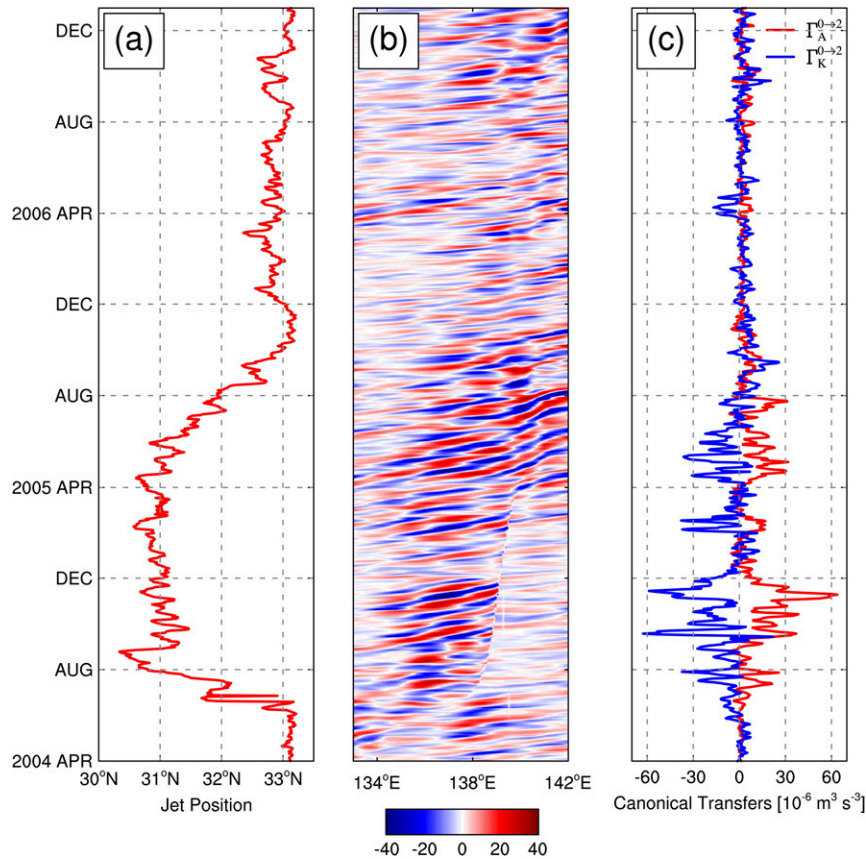 (a)
(b)
(c)
Γ_A^{0→2}
Γ_K^{0→2}
DEC
AUG
2006 APR
DEC
AUG
2005 APR
DEC
AUG
2004 APR
30°N 31°N 32°N 33°N
Jet Position
134°E 138°E 142°E
-60 -30 0 30 60
Canonical Transfers [10⁻⁶ m³ s⁻³]
-40 -20 0 20 40